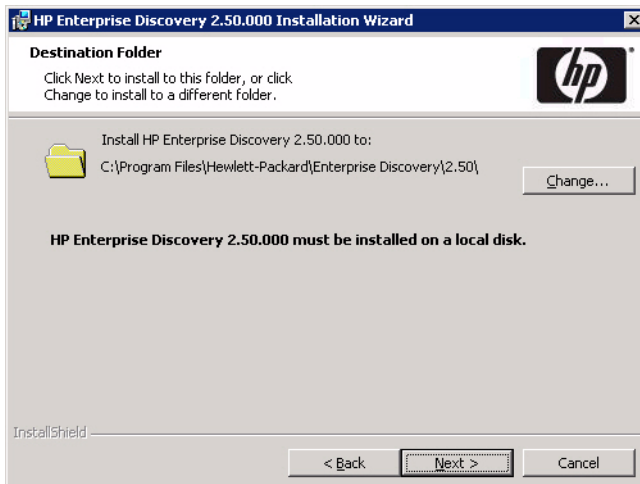 HP Enterprise Discovery 2.50.000 Installation Wizard
Destination Folder
Click Next to install to this folder, or click
Change to install to a different folder.
hp
Install HP Enterprise Discovery 2.50.000 to:
C:\Program Files\Hewlett-Packard\Enterprise Discovery\2.50\
Change...
HP Enterprise Discovery 2.50.000 must be installed on a local disk.
InstallShield
< Back
Next >
Cancel